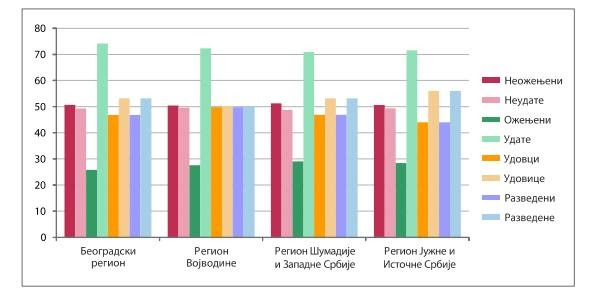 80
70
60
50
40
30
20
10
0
Београдски
регион
Регион
Војводине
Регион Шумадије
и Западне Србије
Регион Јужне и
Источне Србије
Неожењени
Неудате
Ожењени
Удате
Удовци
Удовице
Разведени
Разведене